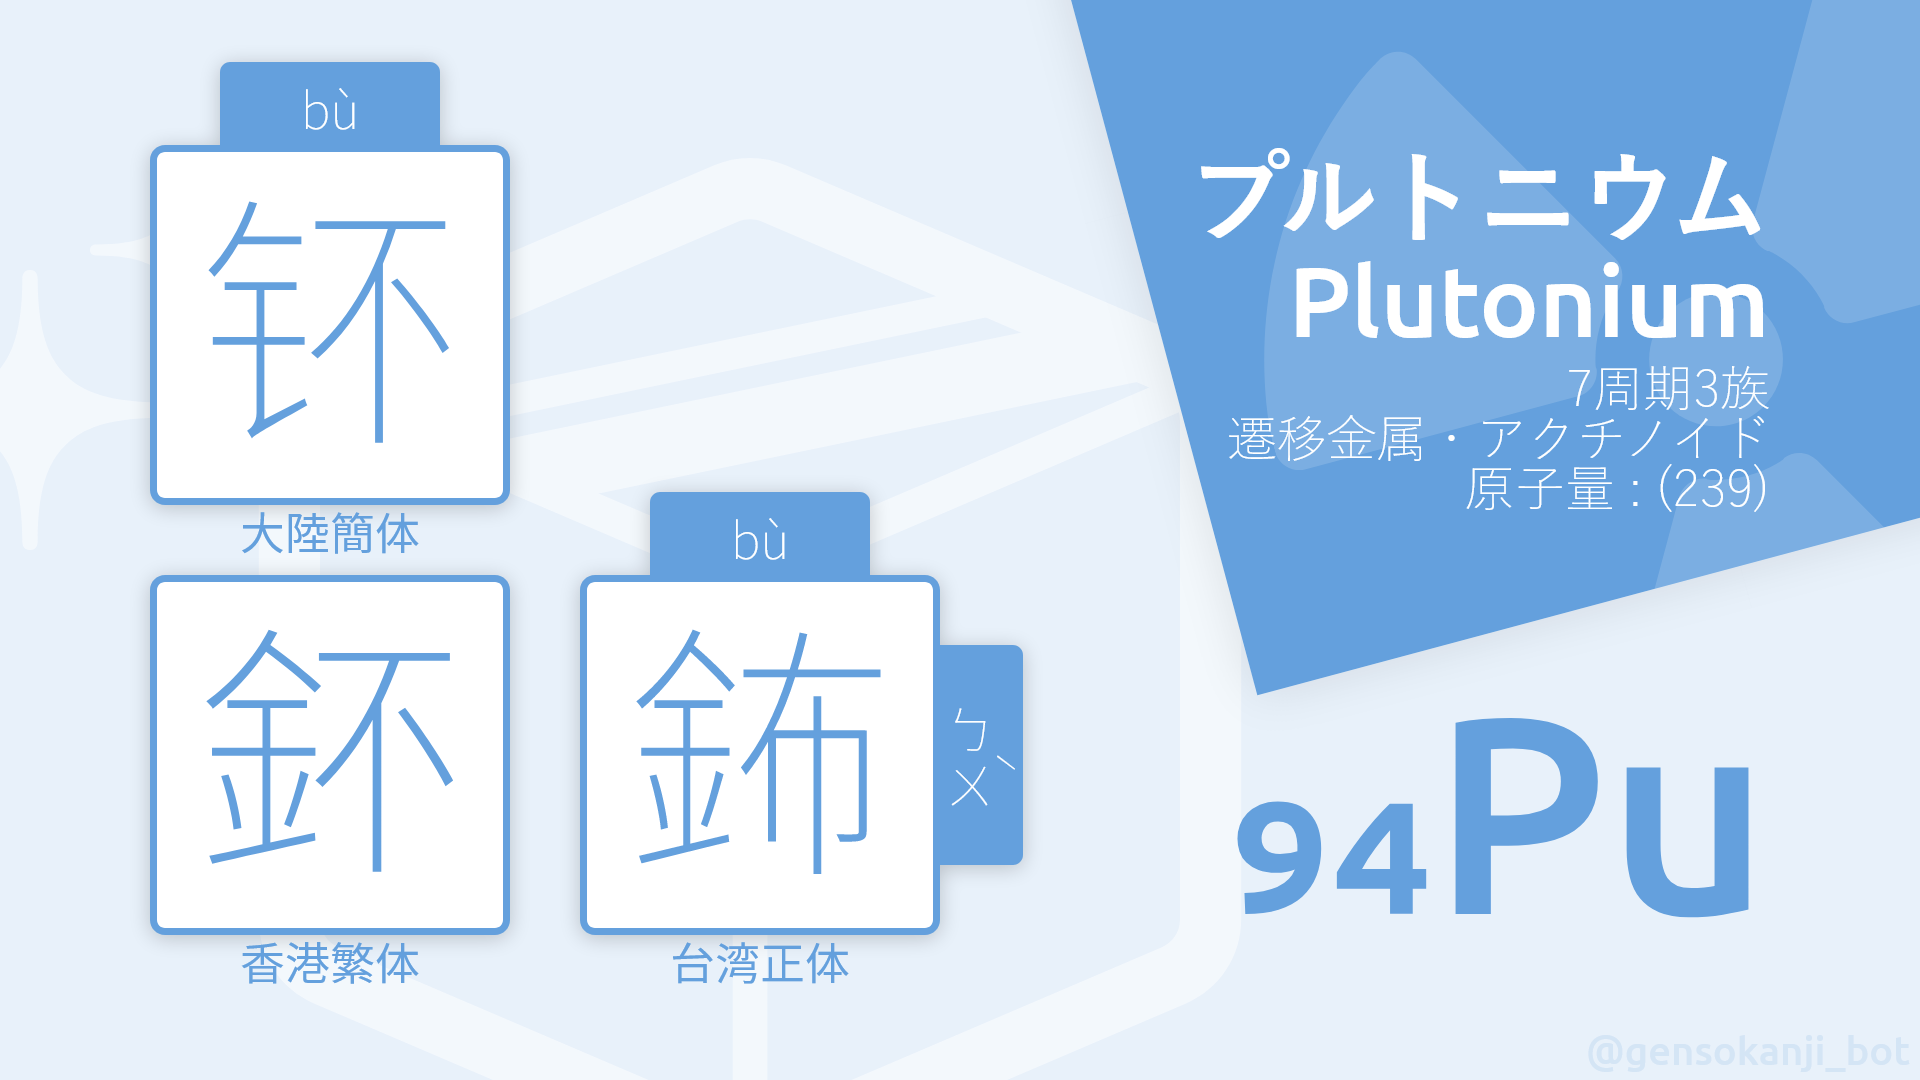 bù
钚
大陸簡体
鈈
香港繁体
bù
鈽
ㄅㄨˋ
台湾正体
プルトニウム
Plutonium
7周期3族
遷移金属・アクチノイド
原子量 : (239)
94Pu
@gensokanji_bot